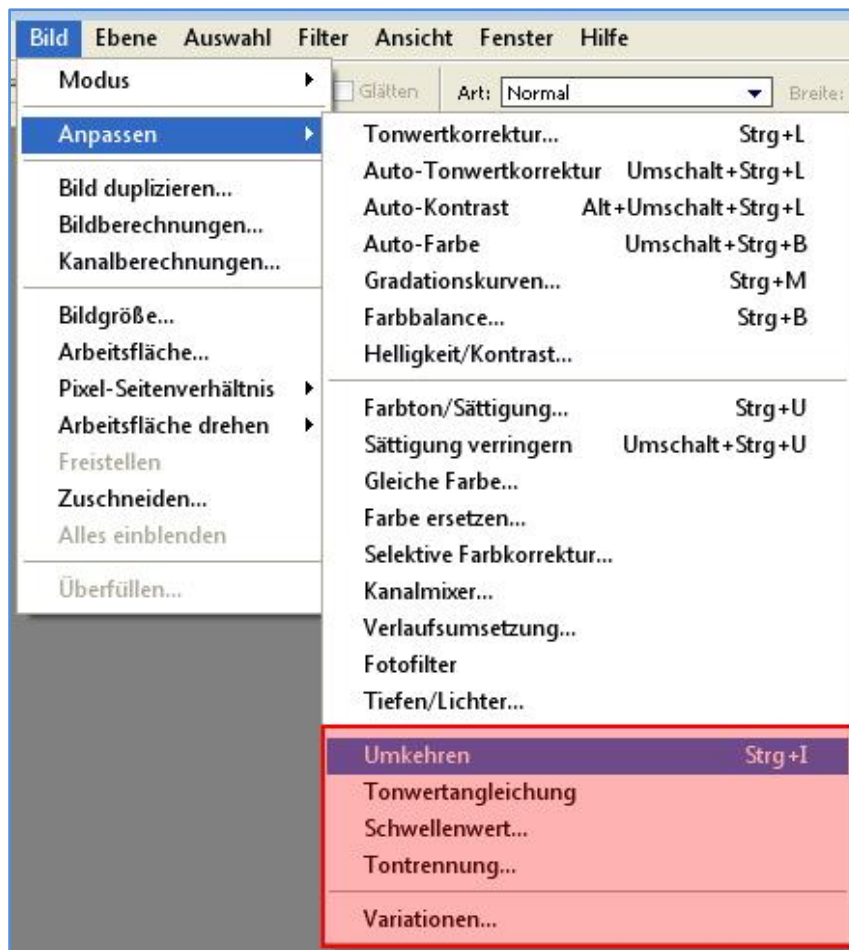 Bild Ebene Auswahl Filter Ansicht Fenster Hilfe
Glätten Art: Normal Breite:
Modus
Anpassen
Bild duplizieren...
Bildberechnungen...
Kanalberechnungen...
Bildgröße...
Arbeitsfläche...
Pixel-Seitenverhältnis
Arbeitsfläche drehen
Freistellen
Zuschneiden...
Alles einblenden
Überfüllen...
Tonwertkorrektur... Strg+L
Auto-Tonwertkorrektur Umschalt+Strg+L
Auto-Kontrast Alt+Umschalt+Strg+L
Auto-Farbe Umschalt+Strg+B
Gradationskurven... Strg+M
Farbbalance... Strg+B
Helligkeit/Kontrast...
Farbton/Sättigung... Strg+U
Sättigung verringern Umschalt+Strg+U
Gleiche Farbe...
Farbe ersetzen...
Selektive Farbkorrektur...
Kanalmixer...
Verlaufsumsetzung...
Fotofilter
Tiefen/Lichter...
Umkehren Strg+I
Tonwertangleichung
Schwellenwert...
Tontrennung...
Variationen...